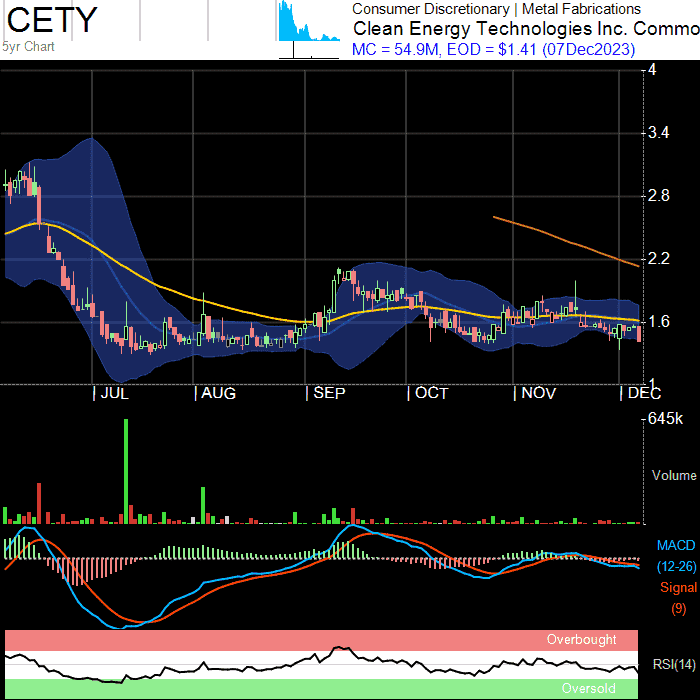 CETY
5yr Chart
Consumer Discretionary | Metal Fabrications
Clean Energy Technologies Inc. Commo
MC = 54.9M, EOD = $1.41 (07Dec2023)
4
3.4
2.8
2.2
1.6
1
JUL AUG SEP OCT NOV DEC
645k
Volume
MACD
(12-26)
Signal
(9)
Overbought
RSI(14)
Oversold